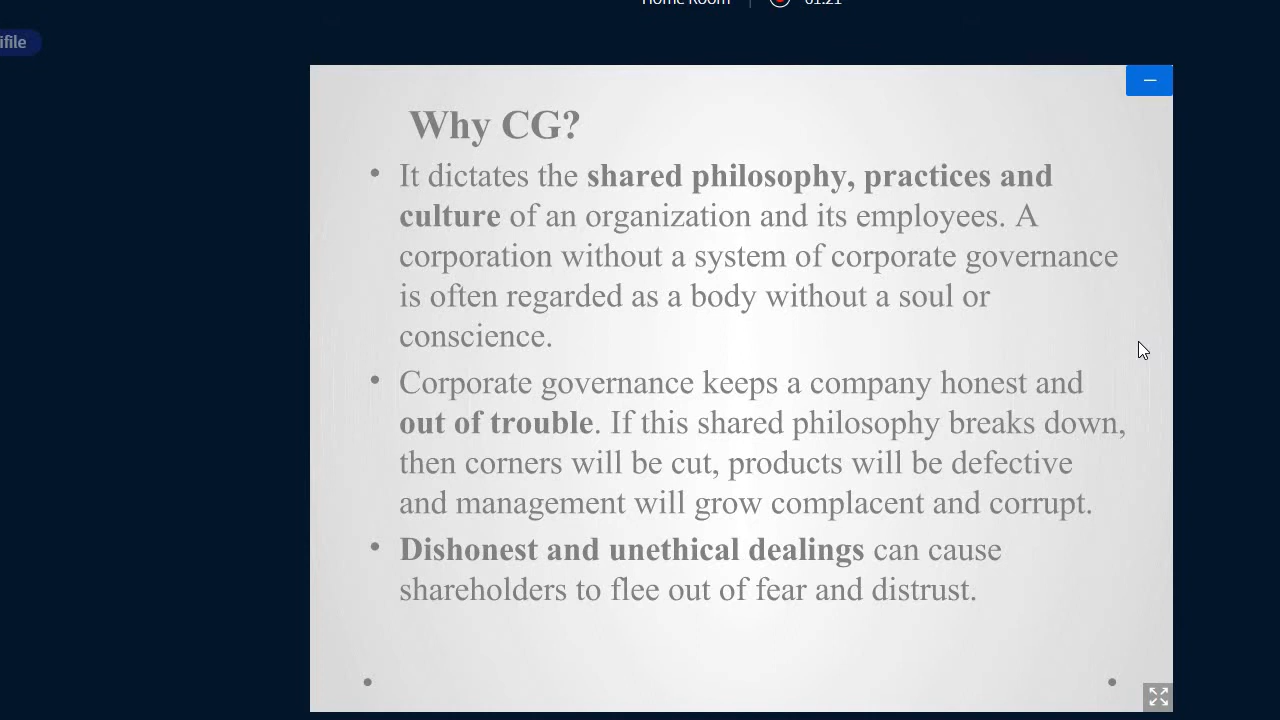 Home Room
01:21
ifile
Why CG?
• It dictates the shared philosophy, practices and
culture of an organization and its employees. A
corporation without a system of corporate governance
is often regarded as a body without a soul or
conscience.
• Corporate governance keeps a company honest and
out of trouble. If this shared philosophy breaks down,
then corners will be cut, products will be defective
and management will grow complacent and corrupt.
• Dishonest and unethical dealings can cause
shareholders to flee out of fear and distrust.